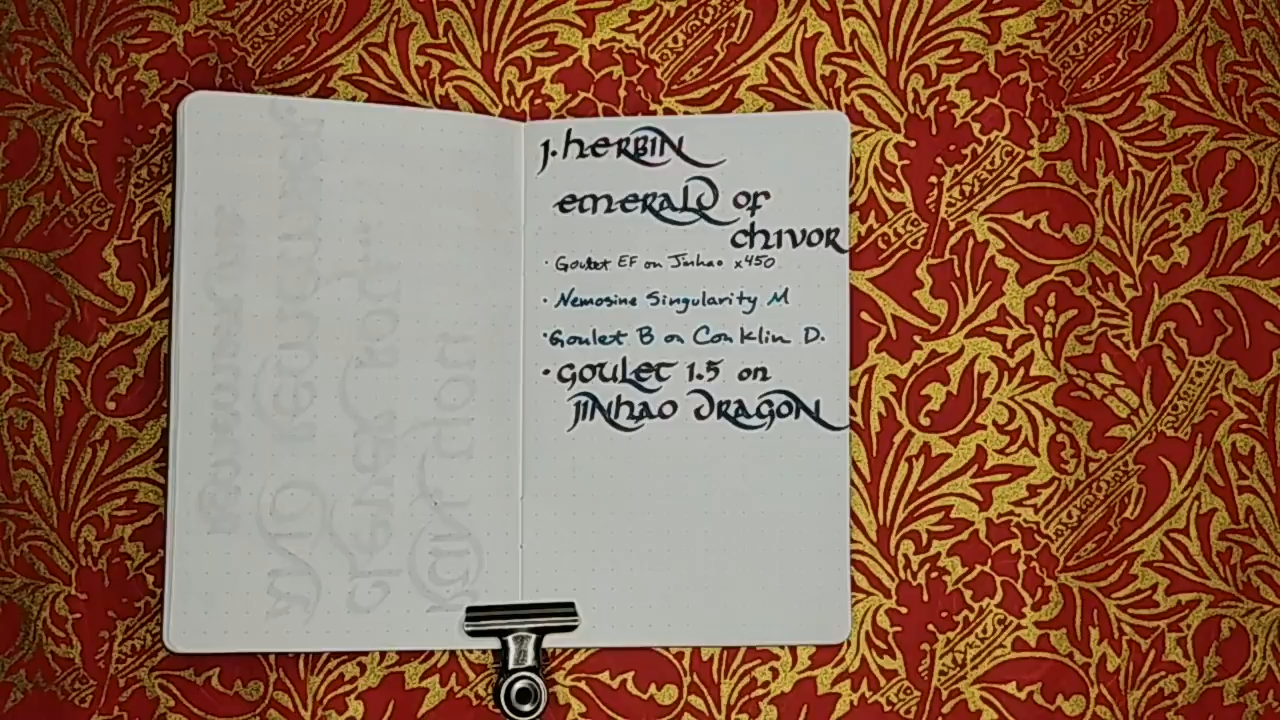 J. Herbin
Emerald of
Chivor
· Goulet EF on Jinhao x450
· Nemosine Singularity M
· Goulet B on Conklin D.
· Goulet 1.5 on
Jinhao Dragon